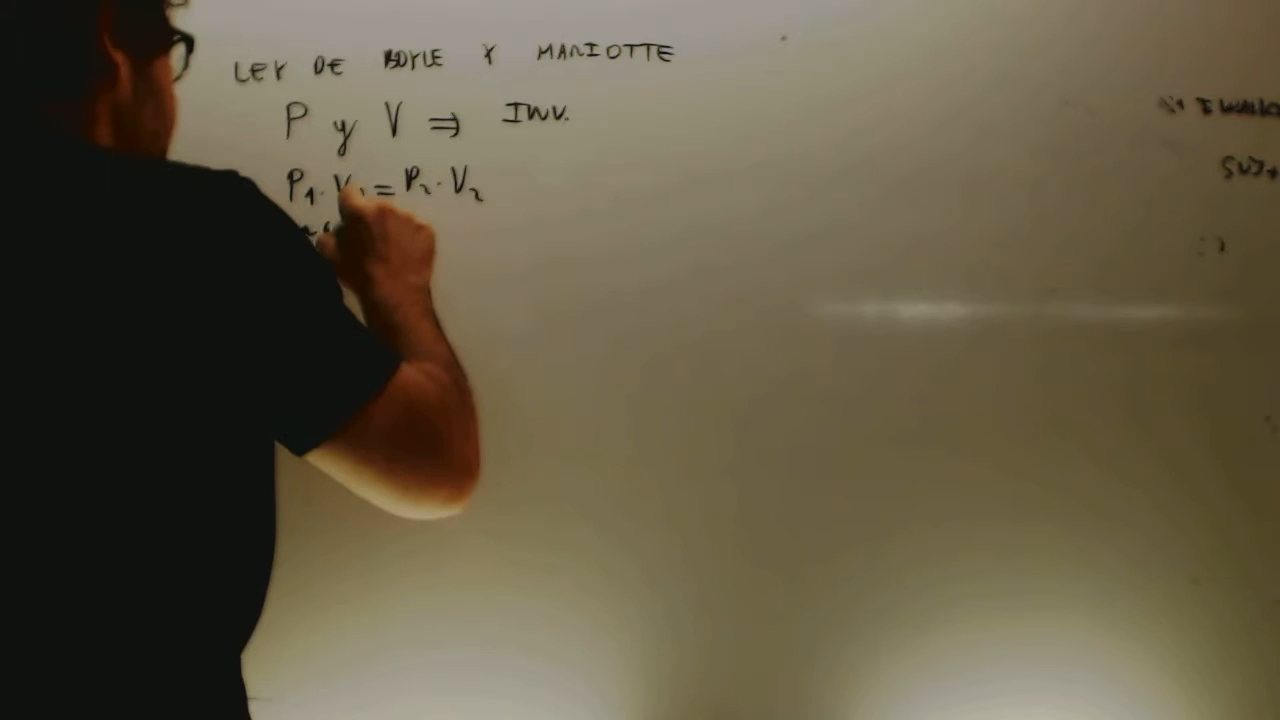 LEY DE BOYLE Y MARIOTTE
P y V ⇒ INV.
P₁. V₁ = P₂. V₂